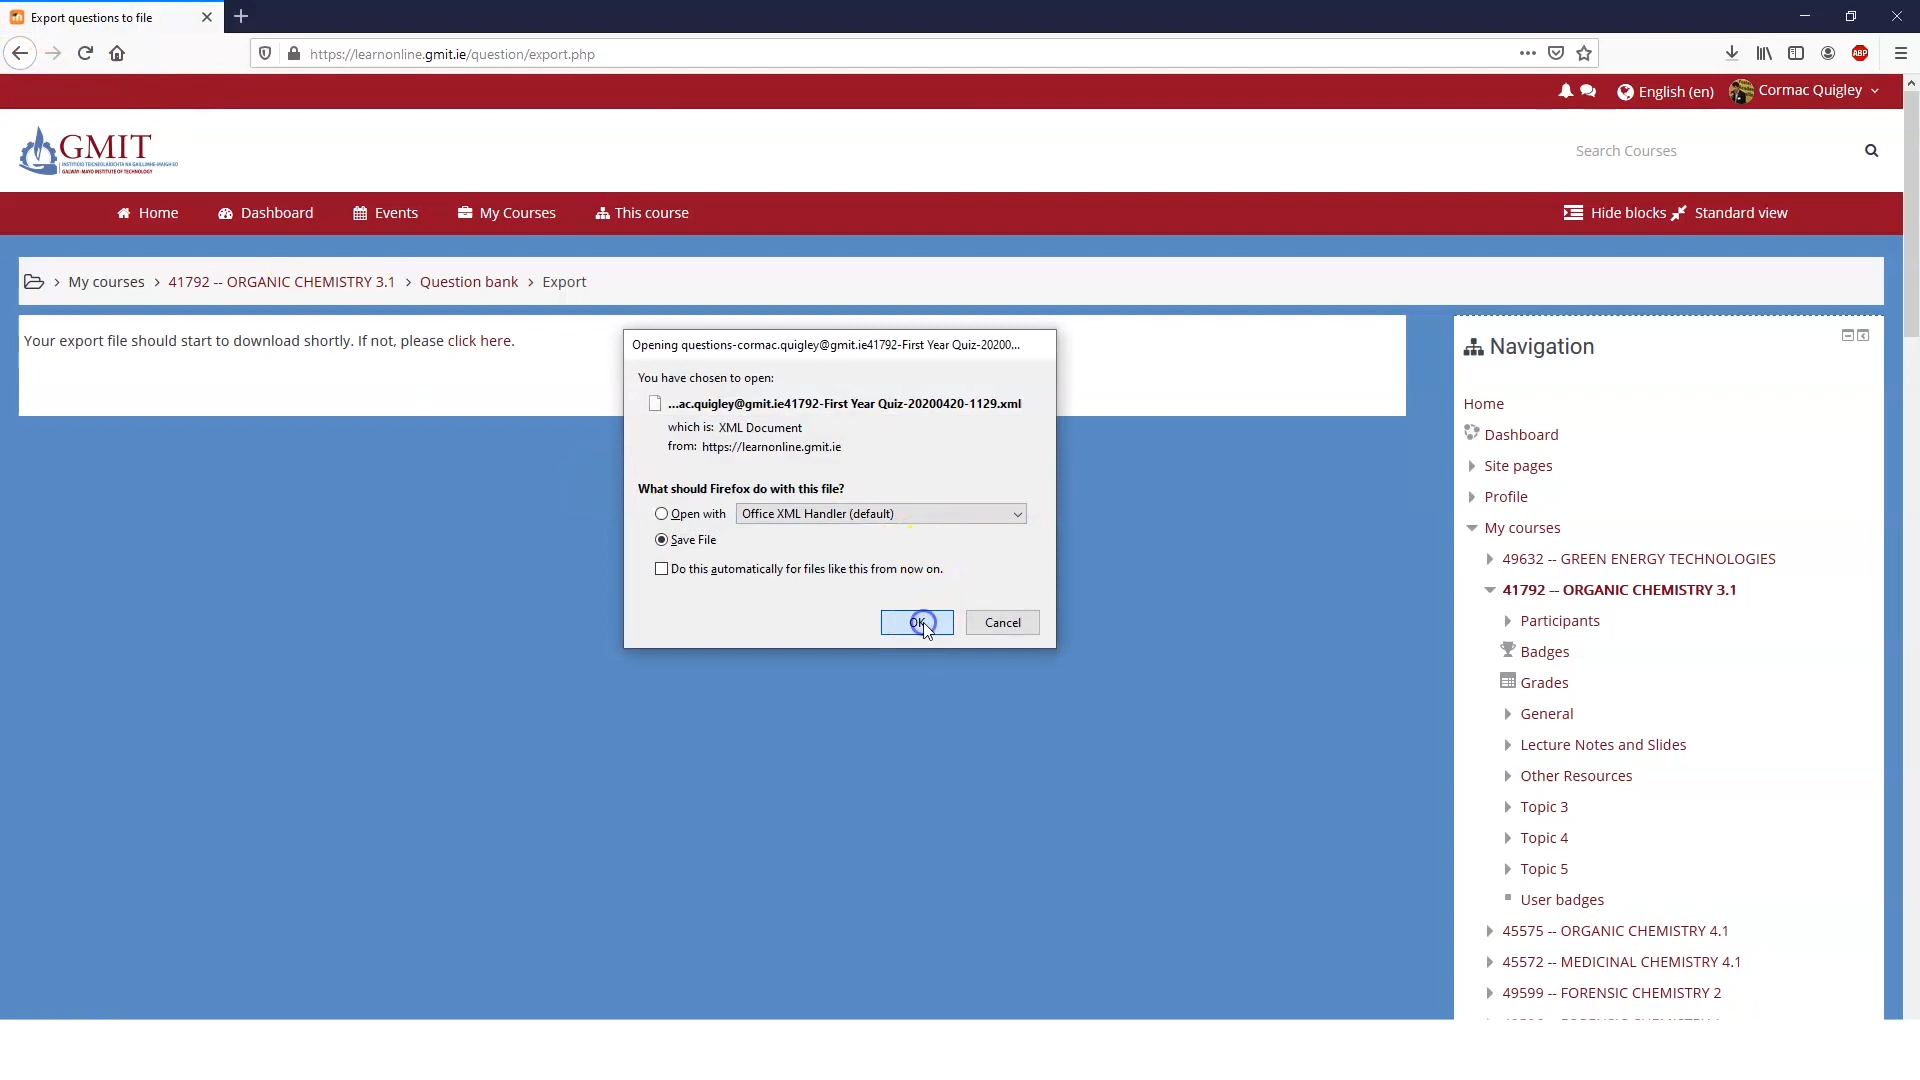 Export questions to file
https://learnonline.gmit.ie/question/export.php
ABP
English (en)
Cormac Quigley
GMIT
GALWAY-MAYO INSTITUTE OF TECHNOLOGY
Search Courses
Home
Dashboard
Events
My Courses
This course
Hide blocks
Standard view
My courses
41792 -- ORGANIC CHEMISTRY 3.1
Question bank
Export
Your export file should start to download shortly. If not, please click here.
Opening questions-cormac.quigley@gmit.ie41792-First Year Quiz-20200...
You have chosen to open:
...ac.quigley@gmit.ie41792-First Year Quiz-20200420-1129.xml
which is: XML Document
from: https://learnonline.gmit.ie
What should Firefox do with this file?
Open with
Office XML Handler (default)
Save File
Do this automatically for files like this from now on.
OK
Cancel
Navigation
Home
Dashboard
Site pages
Profile
My courses
49632 -- GREEN ENERGY TECHNOLOGIES
41792 -- ORGANIC CHEMISTRY 3.1
Participants
Badges
Grades
General
Lecture Notes and Slides
Other Resources
Topic 3
Topic 4
Topic 5
User badges
45575 -- ORGANIC CHEMISTRY 4.1
45572 -- MEDICINAL CHEMISTRY 4.1
49599 -- FORENSIC CHEMISTRY 2